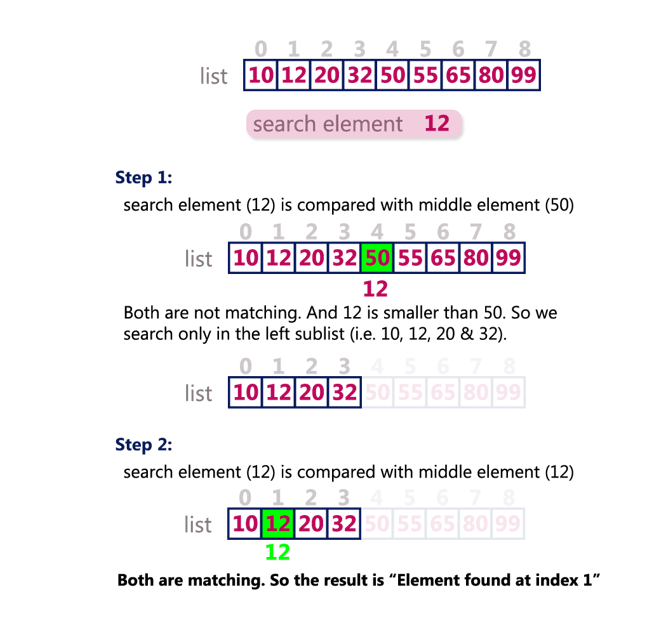 0 1 2 3 4 5 6 7 8
list 10 12 20 32 50 55 65 80 99
search element 12
Step 1:
search element (12) is compared with middle element (50)
0 1 2 3 4 5 6 7 8
list 10 12 20 32 50 55 65 80 99
12
Both are not matching. And 12 is smaller than 50. So we
search only in the left sublist (i.e. 10, 12, 20 & 32).
0 1 2 3 4 5 6 7 8
list 10 12 20 32 50 55 65 80 99
Step 2:
search element (12) is compared with middle element (12)
0 1 2 3 4 5 6 7 8
list 10 12 20 32 50 55 65 80 99
12
Both are matching. So the result is “Element found at index 1”